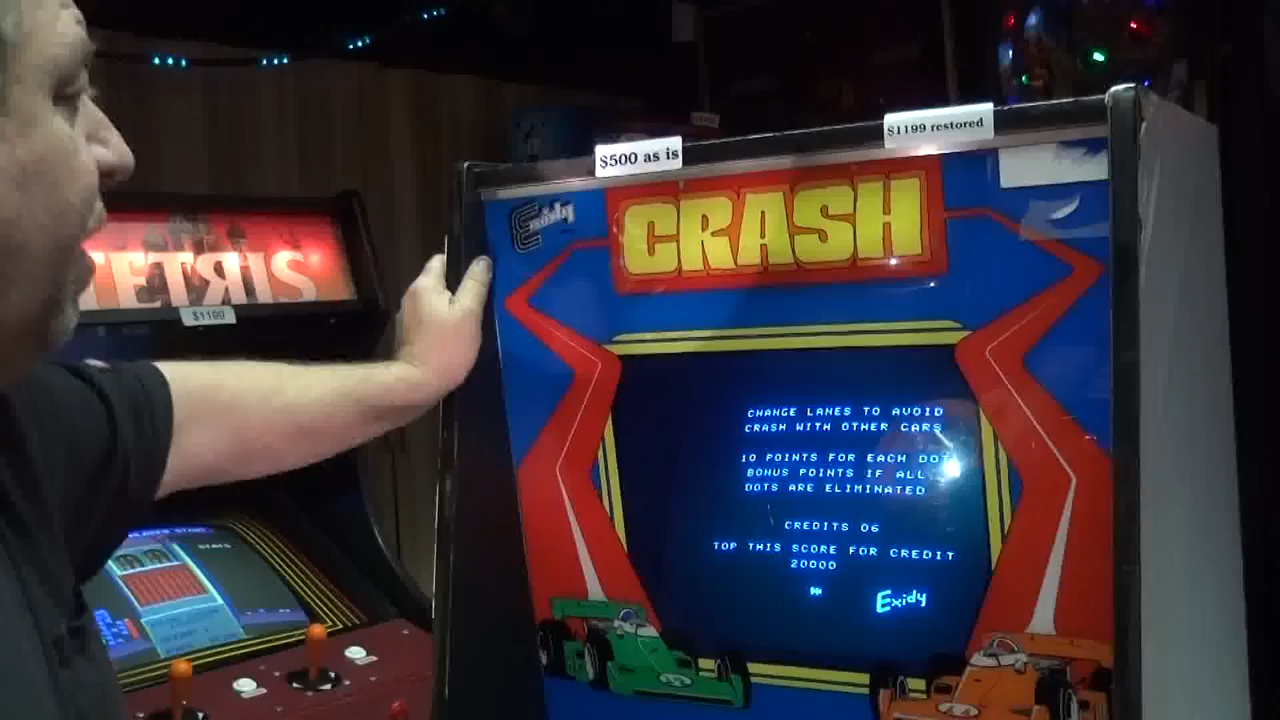 $500 as is
$1199 restored
Exidy
CRASH
TETRIS
$1199
CHANGE LANES TO AVOID
CRASH WITH OTHER CARS
10 POINTS FOR EACH DOT
BONUS POINTS IF ALL
DOTS ARE ELIMINATED
CREDITS 06
TOP THIS SCORE FOR CREDIT
20000
Exidy
STATS